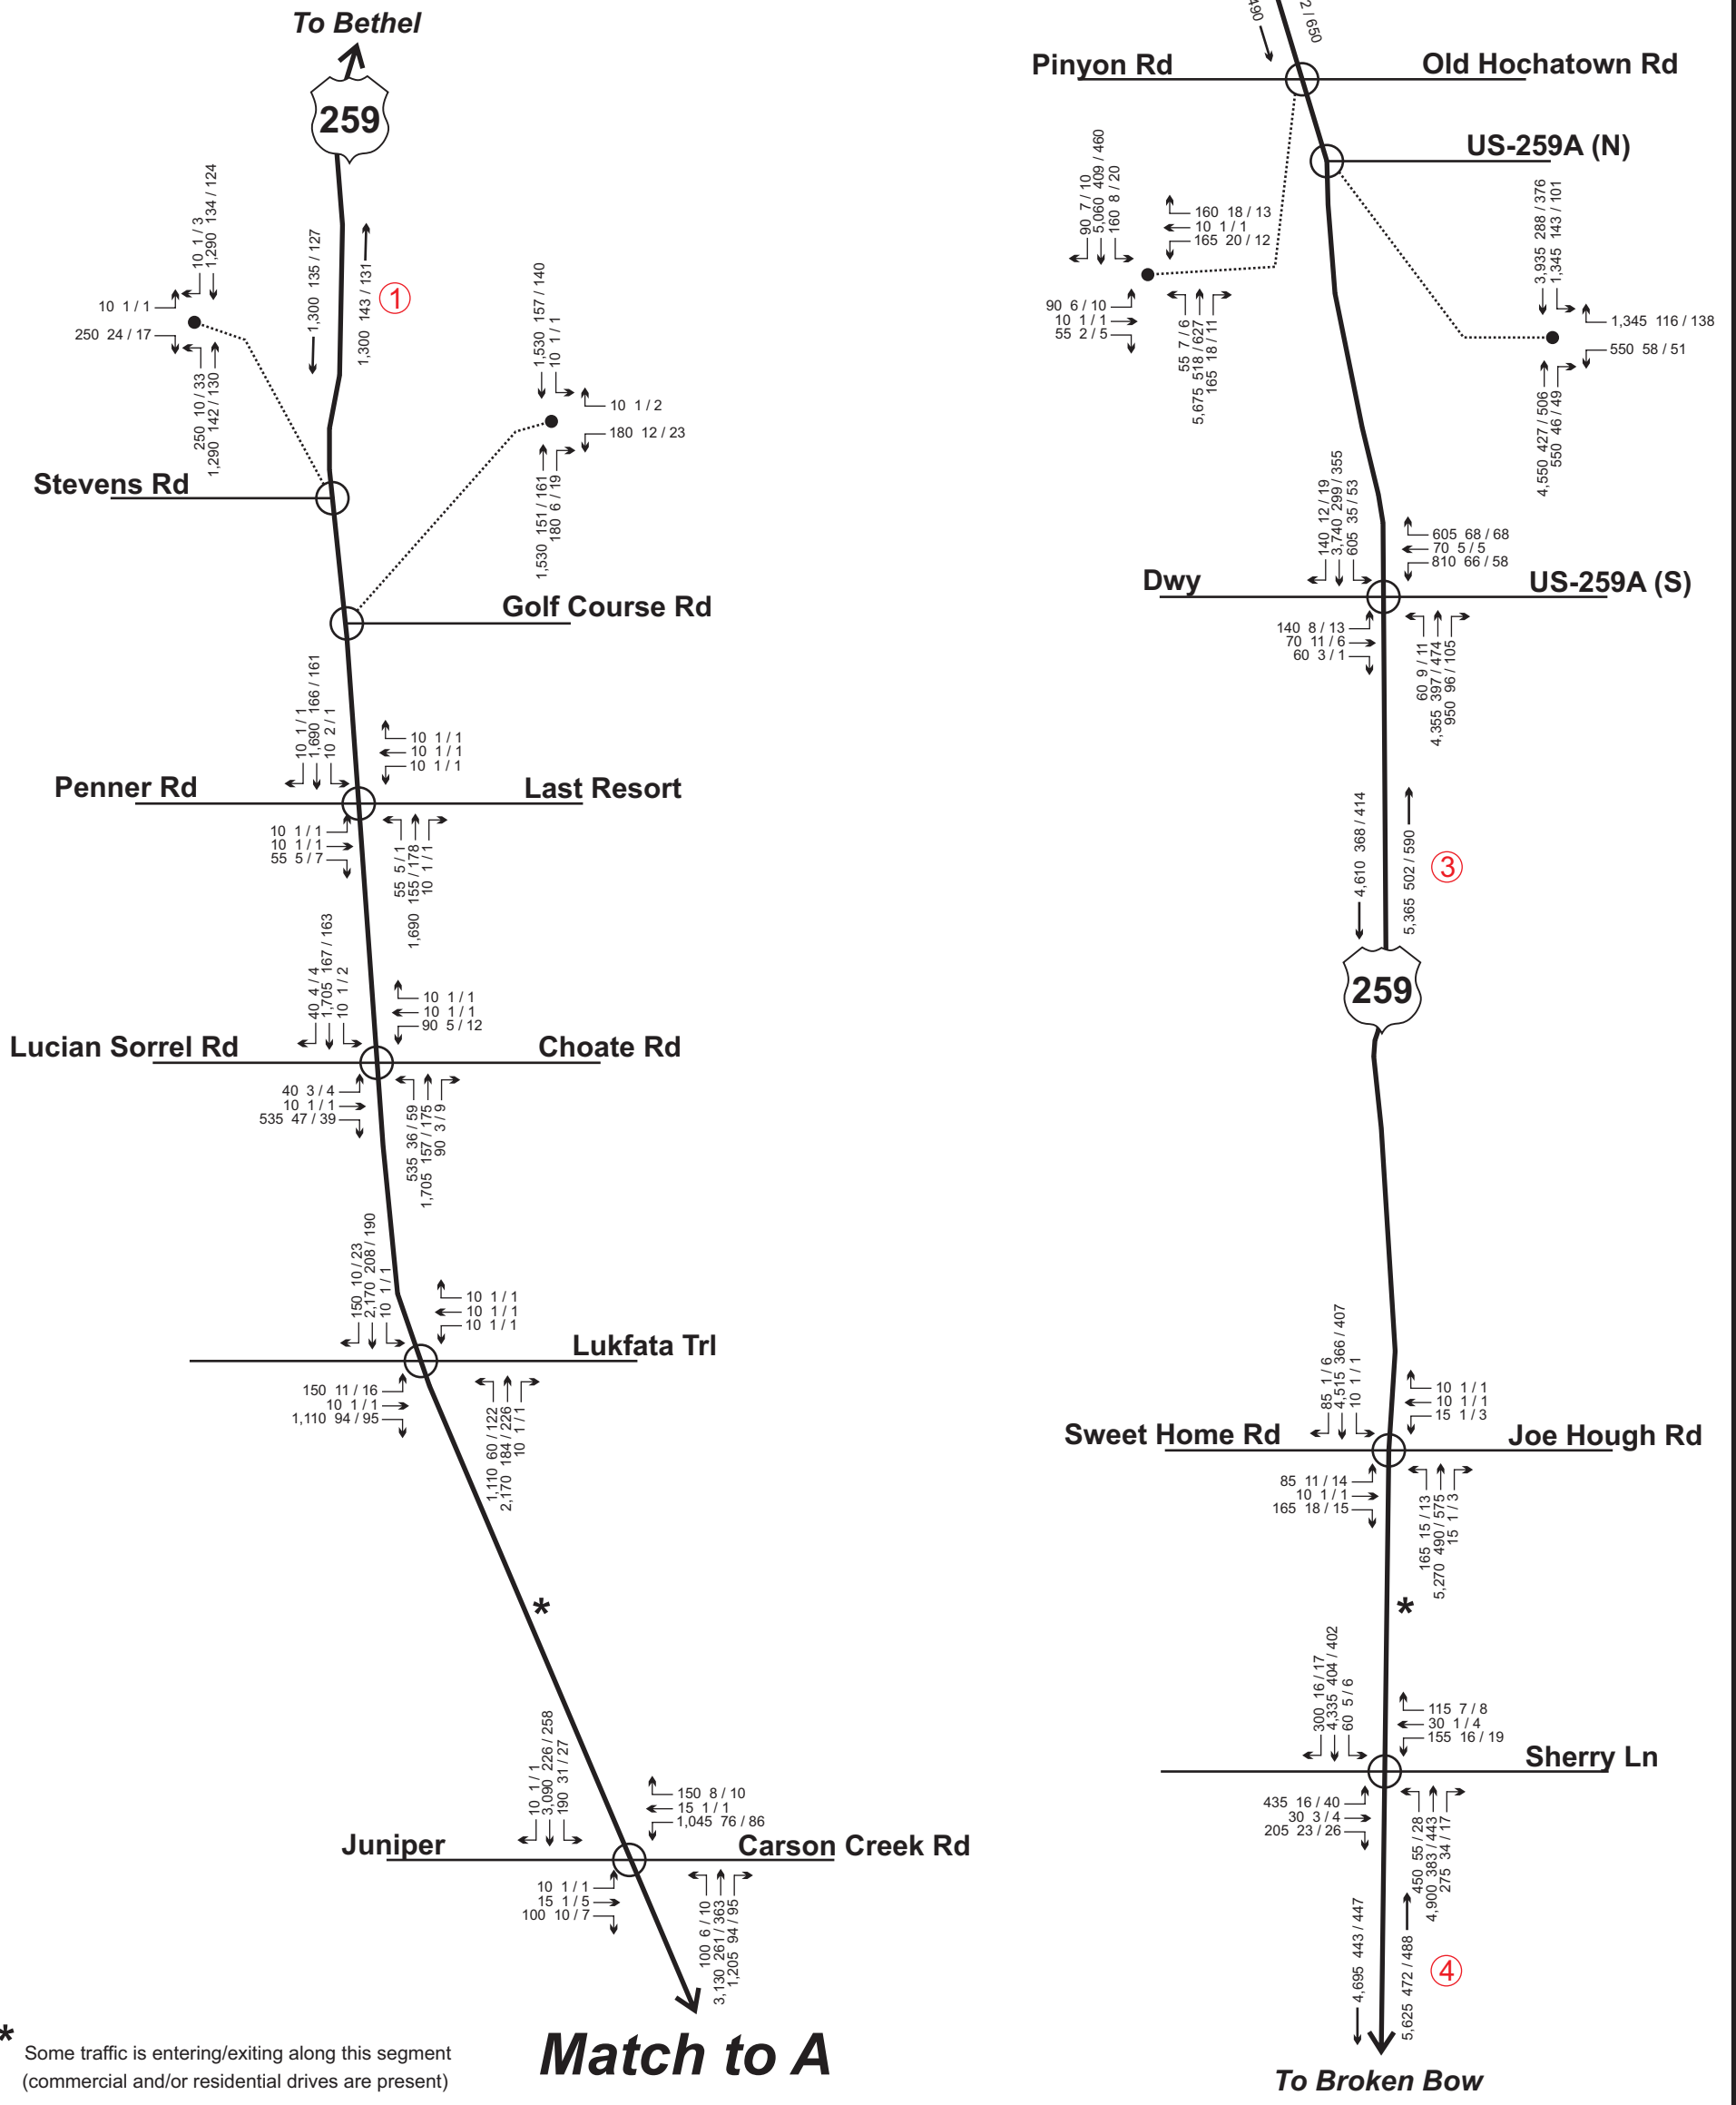 To Bethel
259
1,300 135 / 127
1,300 143 / 131
1
10 1 / 3
1,290 134 / 124
10 1 / 1
250 24 / 17
250 10 / 33
1,290 142 / 130
Stevens Rd
1,530 157 / 140
10 1 / 1
10 1 / 2
180 12 / 23
1,530 151 / 161
180 6 / 19
Golf Course Rd
10 1 / 1
1,690 166 / 161
10 2 / 1
10 1 / 1
10 1 / 1
10 1 / 1
Penner Rd
Last Resort
10 1 / 1
10 1 / 1
55 5 / 7
55 5 / 1
1,690 155 / 178
10 1 / 1
40 4 / 4
1,705 167 / 163
10 1 / 2
10 1 / 1
10 1 / 1
90 5 / 12
Lucian Sorrel Rd
Choate Rd
40 3 / 4
10 1 / 1
535 47 / 39
535 36 / 59
1,705 157 / 175
90 3 / 9
150 10 / 23
2,170 208 / 190
10 1 / 1
10 1 / 1
10 1 / 1
10 1 / 1
Lukfata Trl
150 11 / 16
10 1 / 1
1,110 94 / 95
1,110 60 / 122
2,170 184 / 226
10 1 / 1
*
10 1 / 1
3,090 226 / 258
190 31 / 27
150 8 / 10
15 1 / 1
1,045 76 / 86
Juniper
Carson Creek Rd
10 1 / 1
15 1 / 5
100 10 / 7
100 6 / 10
3,130 261 / 363
1,205 94 / 95
Match to A
* Some traffic is entering/exiting along this segment
(commercial and/or residential drives are present)
490
2 / 650
Pinyon Rd
Old Hochatown Rd
90 7 / 10
5,060 409 / 460
160 8 / 20
160 18 / 13
10 1 / 1
165 20 / 12
90 6 / 10
10 1 / 1
55 2 / 5
55 7 / 6
5,675 518 / 627
165 18 / 11
US-259A (N)
3,935 288 / 376
1,345 143 / 101
1,345 116 / 138
550 58 / 51
4,550 427 / 506
550 46 / 49
140 12 / 19
3,740 299 / 355
605 35 / 53
605 68 / 68
70 5 / 5
810 66 / 58
Dwy
US-259A (S)
140 8 / 13
70 11 / 6
60 3 / 1
60 9 / 11
4,355 397 / 474
950 96 / 105
4,610 368 / 414
5,365 502 / 590
3
259
85 1 / 6
4,515 366 / 407
10 1 / 1
10 1 / 1
10 1 / 1
15 1 / 3
Sweet Home Rd
Joe Hough Rd
85 11 / 14
10 1 / 1
165 18 / 15
165 15 / 13
5,270 490 / 575
15 1 / 3
*
300 16 / 17
4,335 404 / 402
60 5 / 6
115 7 / 8
30 1 / 4
155 16 / 19
Sherry Ln
435 16 / 40
30 3 / 4
205 23 / 26
450 55 / 28
4,900 383 / 443
275 34 / 17
4,695 443 / 447
5,625 472 / 488
4
To Broken Bow